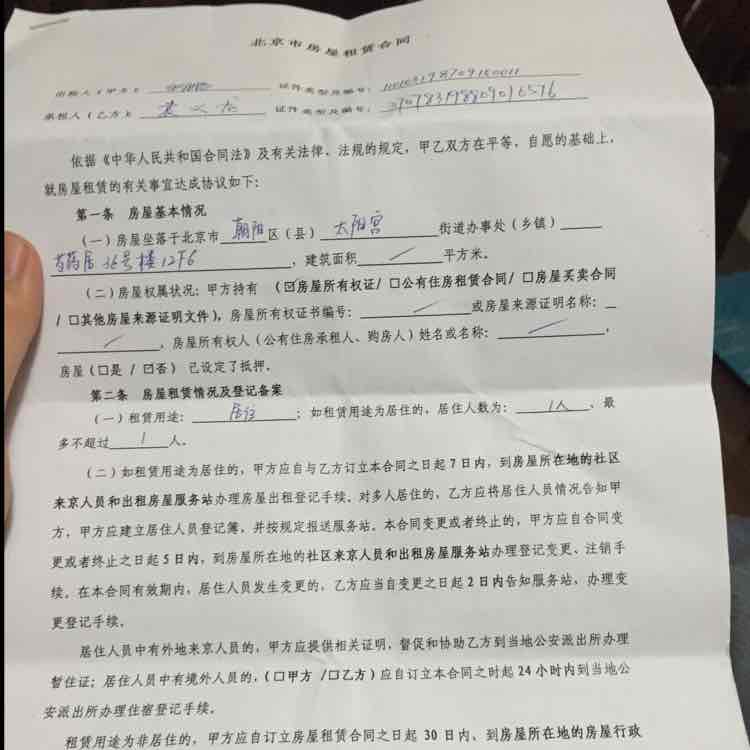 北京市房屋租赁合同
出租人(甲方): 证件类型及编号:
承租人(乙方): 证件类型及编号:
依据《中华人民共和国合同法》及有关法律、法规的规定,甲乙双方在平等、自愿的基础上,
就房屋租赁的有关事宜达成协议如下:
第一条 房屋基本情况
(一)房屋坐落于北京市 朝阳 区(县) 太阳宫 街道办事处(乡镇)
芍药居36号楼1206 ,建筑面积 / 平方米。
(二)房屋权属状况:甲方持有 (☑房屋所有权证/ □公有住房租赁合同/ □房屋买卖合同
/ □其他房屋来源证明文件),房屋所有权证书编号: / 或房屋来源证明名称:
/ ,房屋所有权人(公有住房承租人、购房人)姓名或名称: / ,
房屋(□是 / ☑否) 已设定了抵押。
第二条 房屋租赁情况及登记备案
(一)租赁用途: 居住 ;如租赁用途为居住的,居住人数为: 1人 ,最
多不超过 1 人。
(二)如租赁用途为居住的,甲方应自与乙方订立本合同之日起7日内,到房屋所在地的社区
来京人员和出租房屋服务站办理房屋出租登记手续。对多人居住的,乙方应将居住人员情况告知甲
方,甲方应建立居住人员登记簿,并按规定报送服务站。本合同变更或者终止的,甲方应自合同变
更或者终止之日起5日内,到房屋所在地的社区来京人员和出租房屋服务站办理登记变更、注销手
续。在本合同有效期内,居住人员发生变更的,乙方应当自变更之日起2日内告知服务站,办理变
更登记手续。
居住人员中有外地来京人员的,甲方应提供相关证明,督促和协助乙方到当地公安派出所办理
暂住证;居住人员中有境外人员的,(□甲方 /□乙方)应自订立本合同之时起24小时内到当地公
安派出所办理住宿登记手续。
租赁用途为非居住的,甲方应自订立房屋租赁合同之日起 30 日内,到房屋所在地的房屋行政